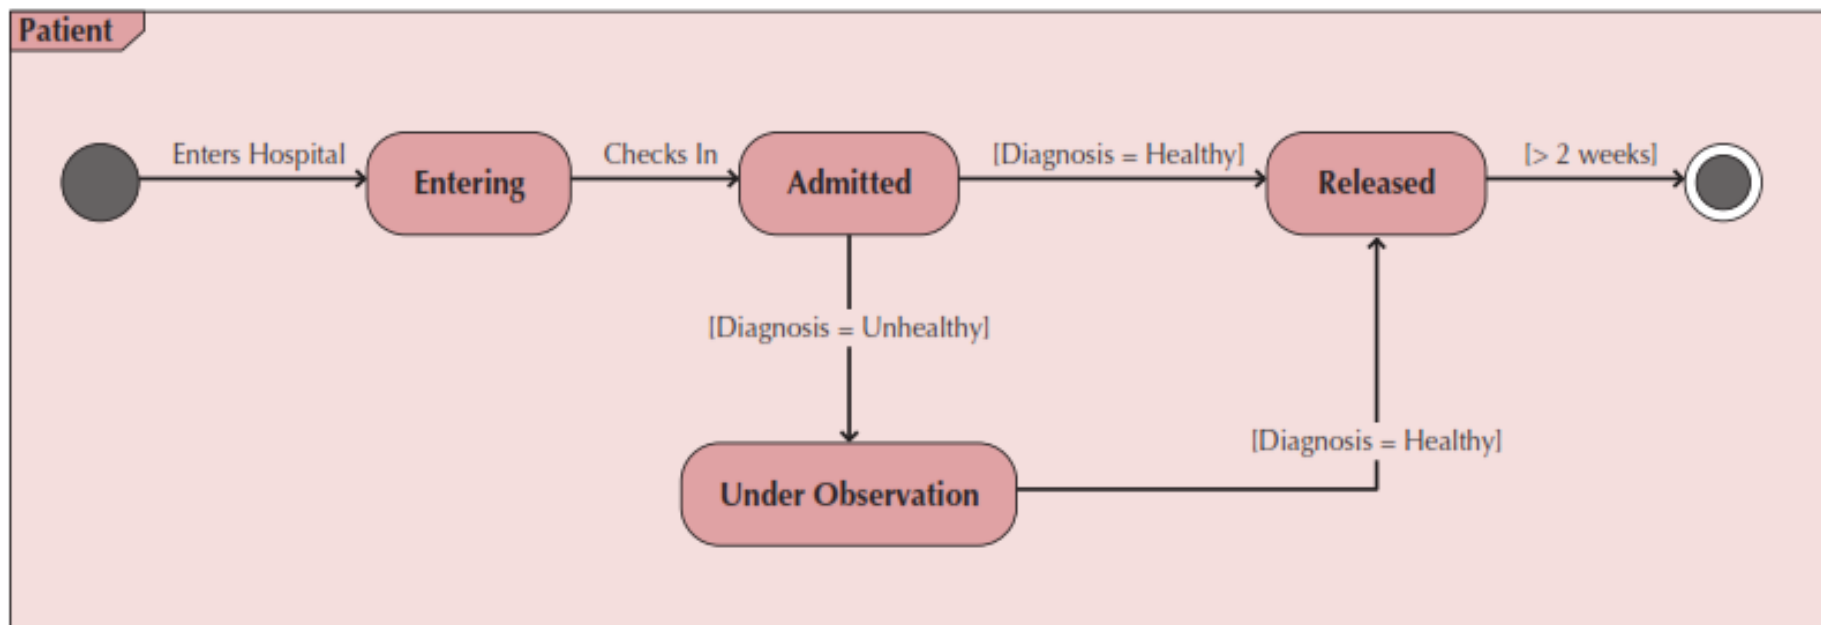 Patient
Enters Hospital
Entering
Checks In
Admitted
[Diagnosis = Healthy]
Released
[> 2 weeks]
[Diagnosis = Unhealthy]
[Diagnosis = Healthy]
Under Observation